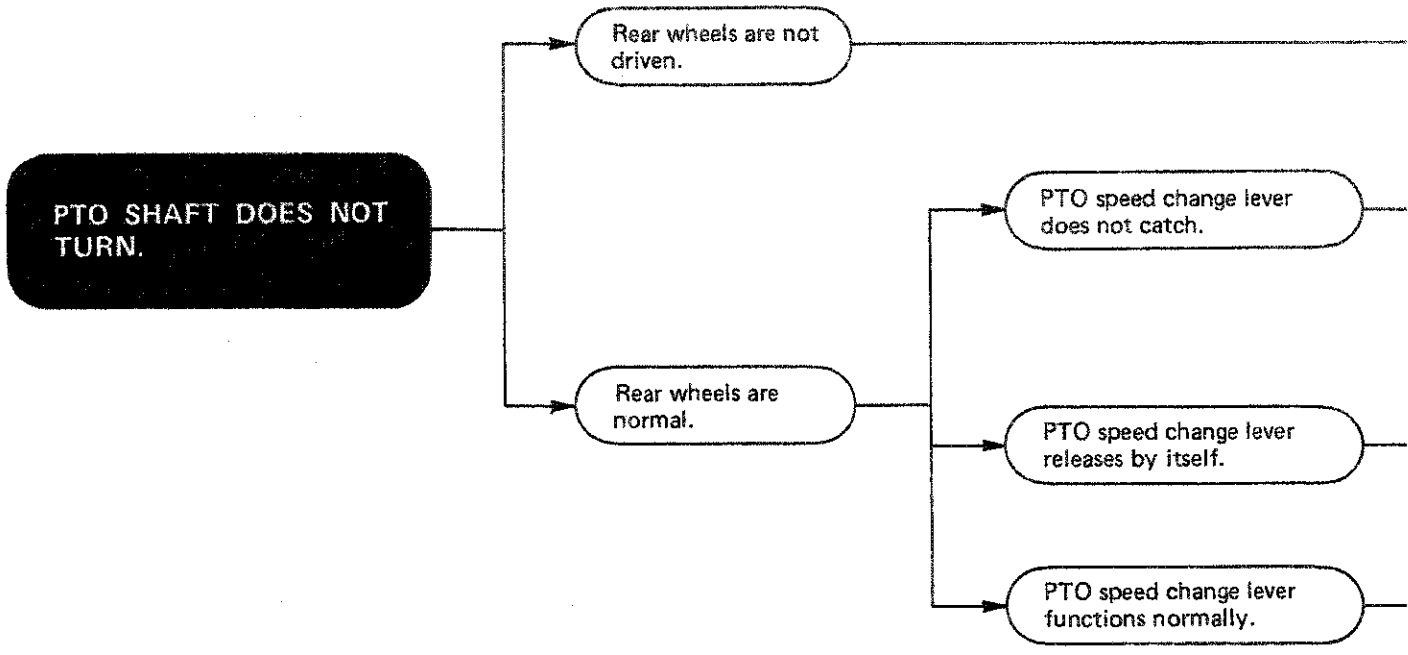 Rear wheels are not
driven.
PTO SHAFT DOES NOT
TURN.
PTO speed change lever
does not catch.
Rear wheels are
normal.
PTO speed change lever
releases by itself.
PTO speed change lever
functions normally.